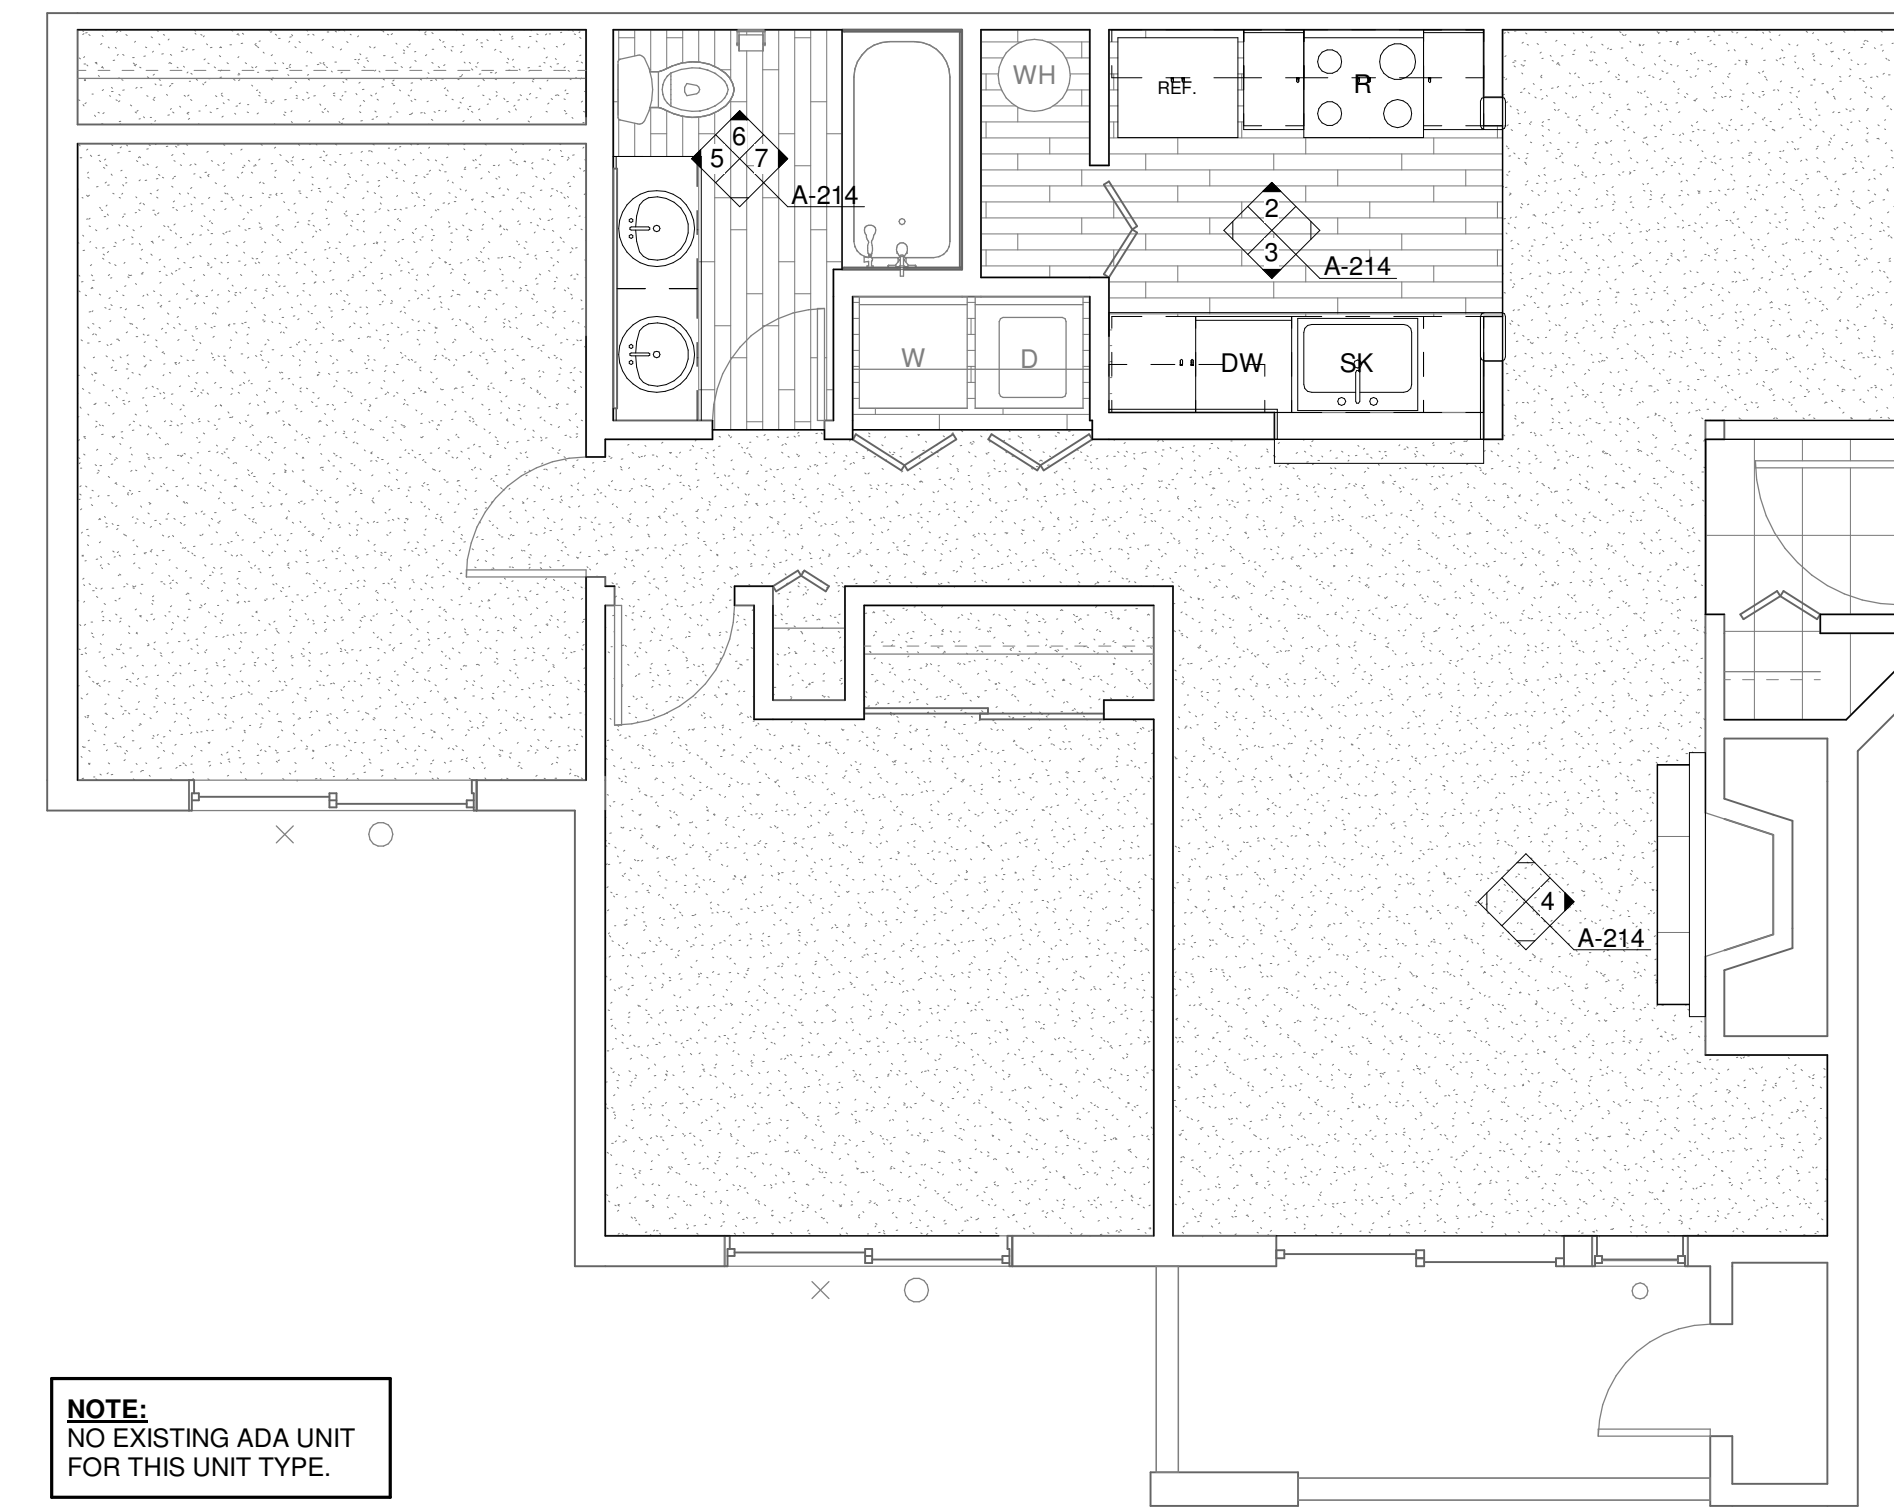 WH
REF.
R
6
5 7
A-214
2
3
A-214
W
D
DW
SK
4
A-214
NOTE:
NO EXISTING ADA UNIT
FOR THIS UNIT TYPE.